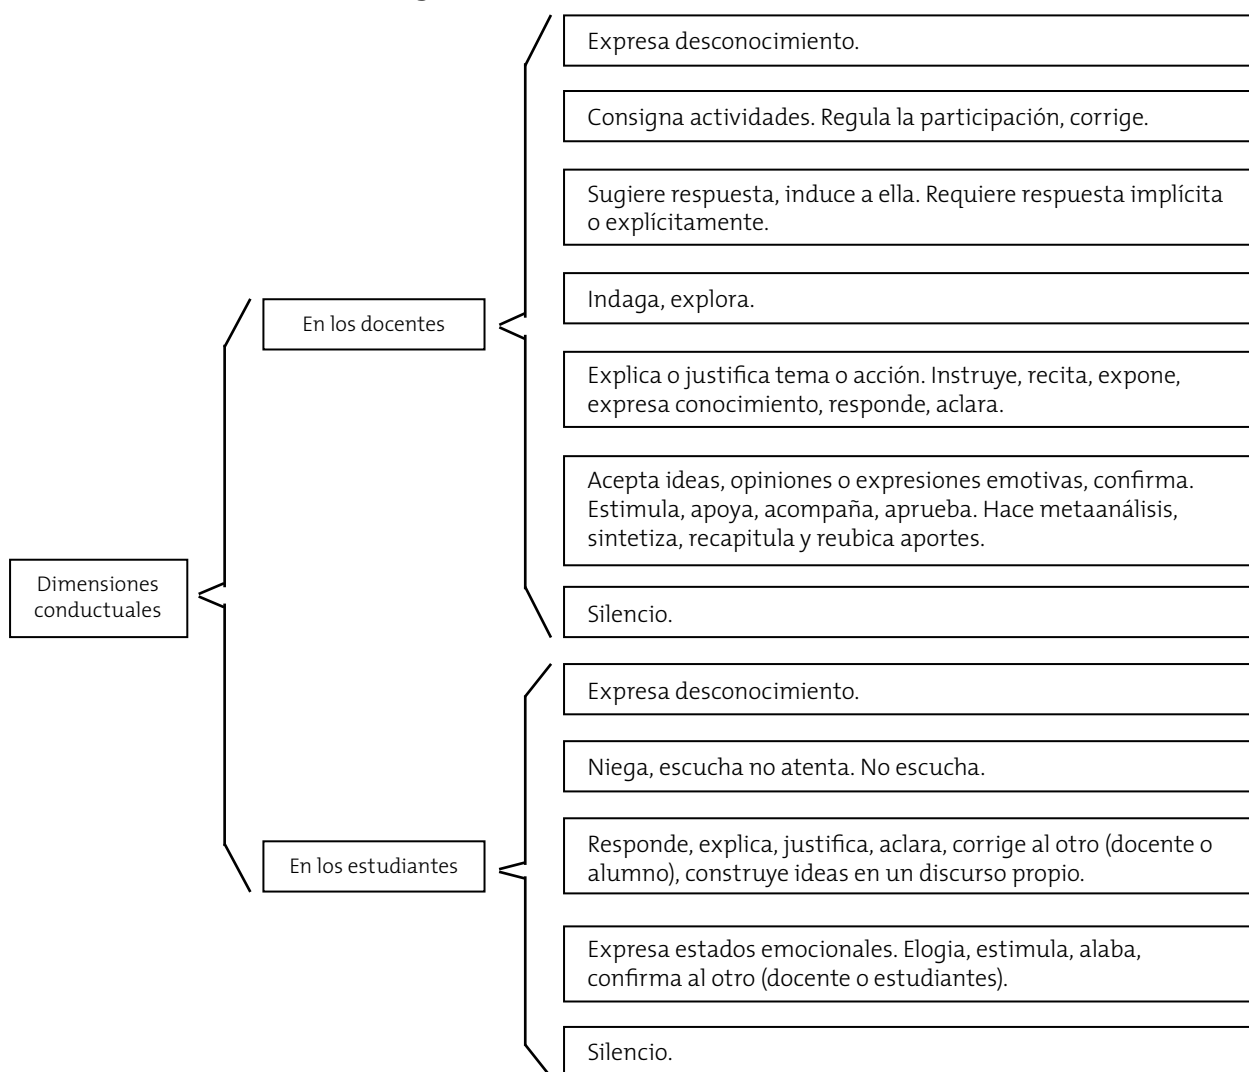 Expresa desconocimiento.
Consigna actividades. Regula la participación, corrige.
Sugiere respuesta, induce a ella. Requiere respuesta implícita
o explícitamente.
Indaga, explora.
En los docentes
Explica o justifica tema o acción. Instruye, recita, expone,
expresa conocimiento, responde, aclara.
Acepta ideas, opiniones o expresiones emotivas, confirma.
Estimula, apoya, acompaña, aprueba. Hace metaanálisis,
sintetiza, recapitula y reubica aportes.
Silencio.
Dimensiones
conductuales
Expresa desconocimiento.
Niega, escucha no atenta. No escucha.
En los estudiantes
Responde, explica, justifica, aclara, corrige al otro (docente o
alumno), construye ideas en un discurso propio.
Expresa estados emocionales. Elogia, estimula, alaba,
confirma al otro (docente o estudiantes).
Silencio.